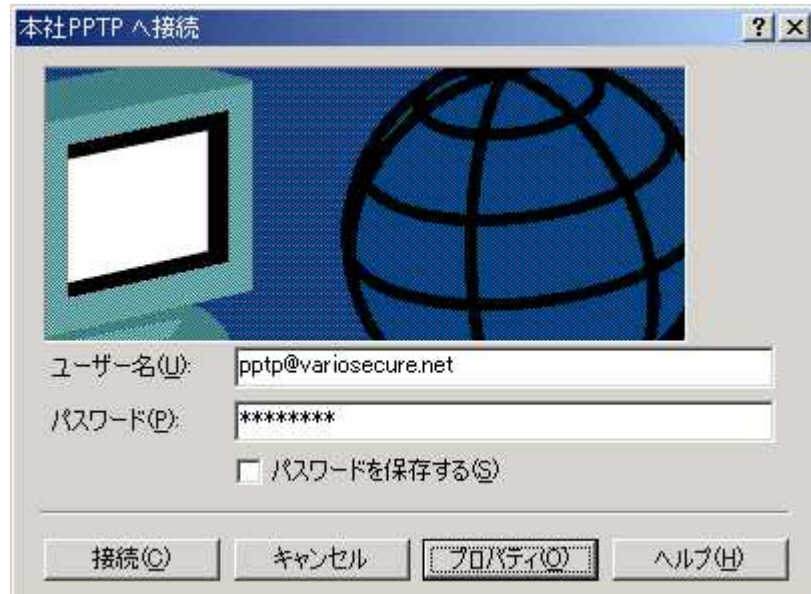 本社PPTP へ接続
ユーザー名(U):
pptp@variosecure.net
パスワード(P):
********
パスワードを保存する(S)
接続(C) キャンセル プロパティ(O) ヘルプ(H)